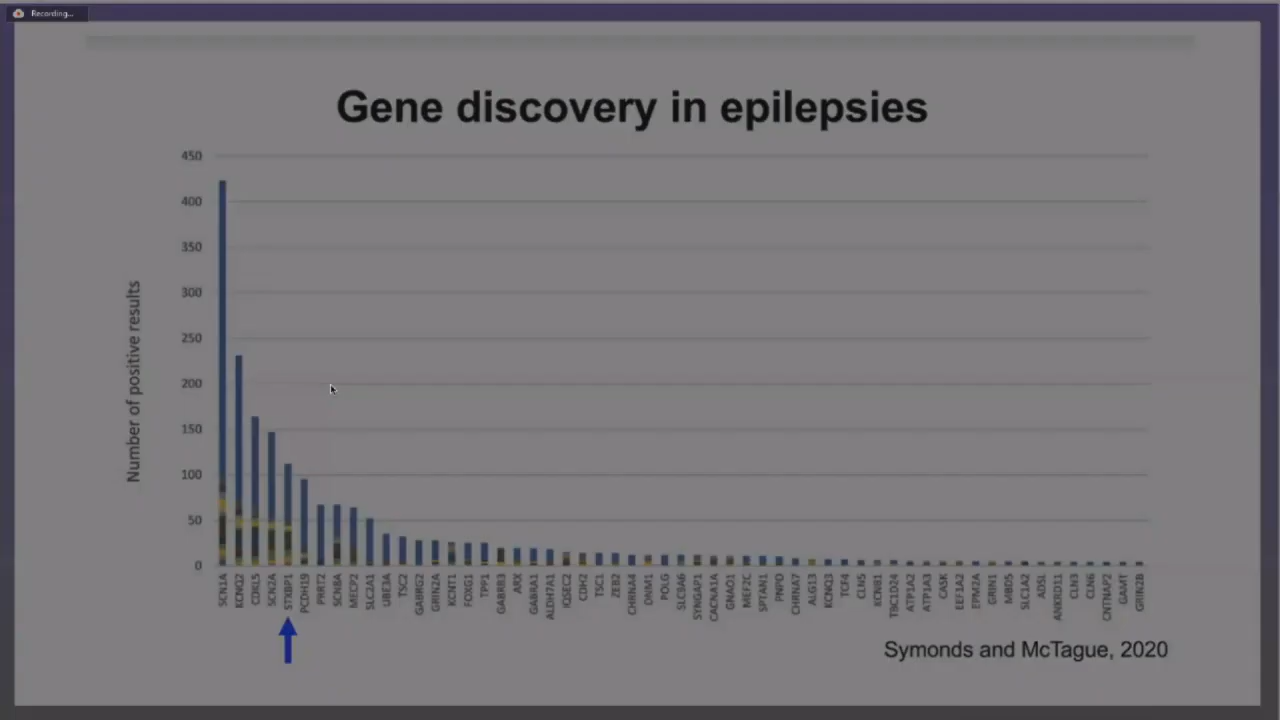 Recording...
Gene discovery in epilepsies
Number of positive results
450
400
350
300
250
200
150
100
50
0
SCN1A
KCNQ2
CDKL5
SCN2A
STXBP1
PCDH19
PRRT2
SCN8A
MECP2
SLC2A1
UBE3A
TSC2
GABRG2
GRIN2A
KCNT1
FOXG1
TPP1
GABRB3
ARX
GABRA1
ALDH7A1
IQSEC2
CDH2
TSC1
ZEB2
CHRNA4
DNM1
POLG
SLC9A6
SYNGAP1
CACNA1A
GNAO1
MEF2C
SPTAN1
PNPO
CHRNA7
ALG13
KCNQ3
TCF4
CLN5
KCNB1
TBC1D24
ATP1A2
ATP1A3
CASK
EEF1A2
EPM2A
GRIN1
MBD5
SLC1A2
ADSL
ANKRD11
CLN3
CLN6
CNTNAP2
GAMT
GRIN2B
Symonds and McTague, 2020